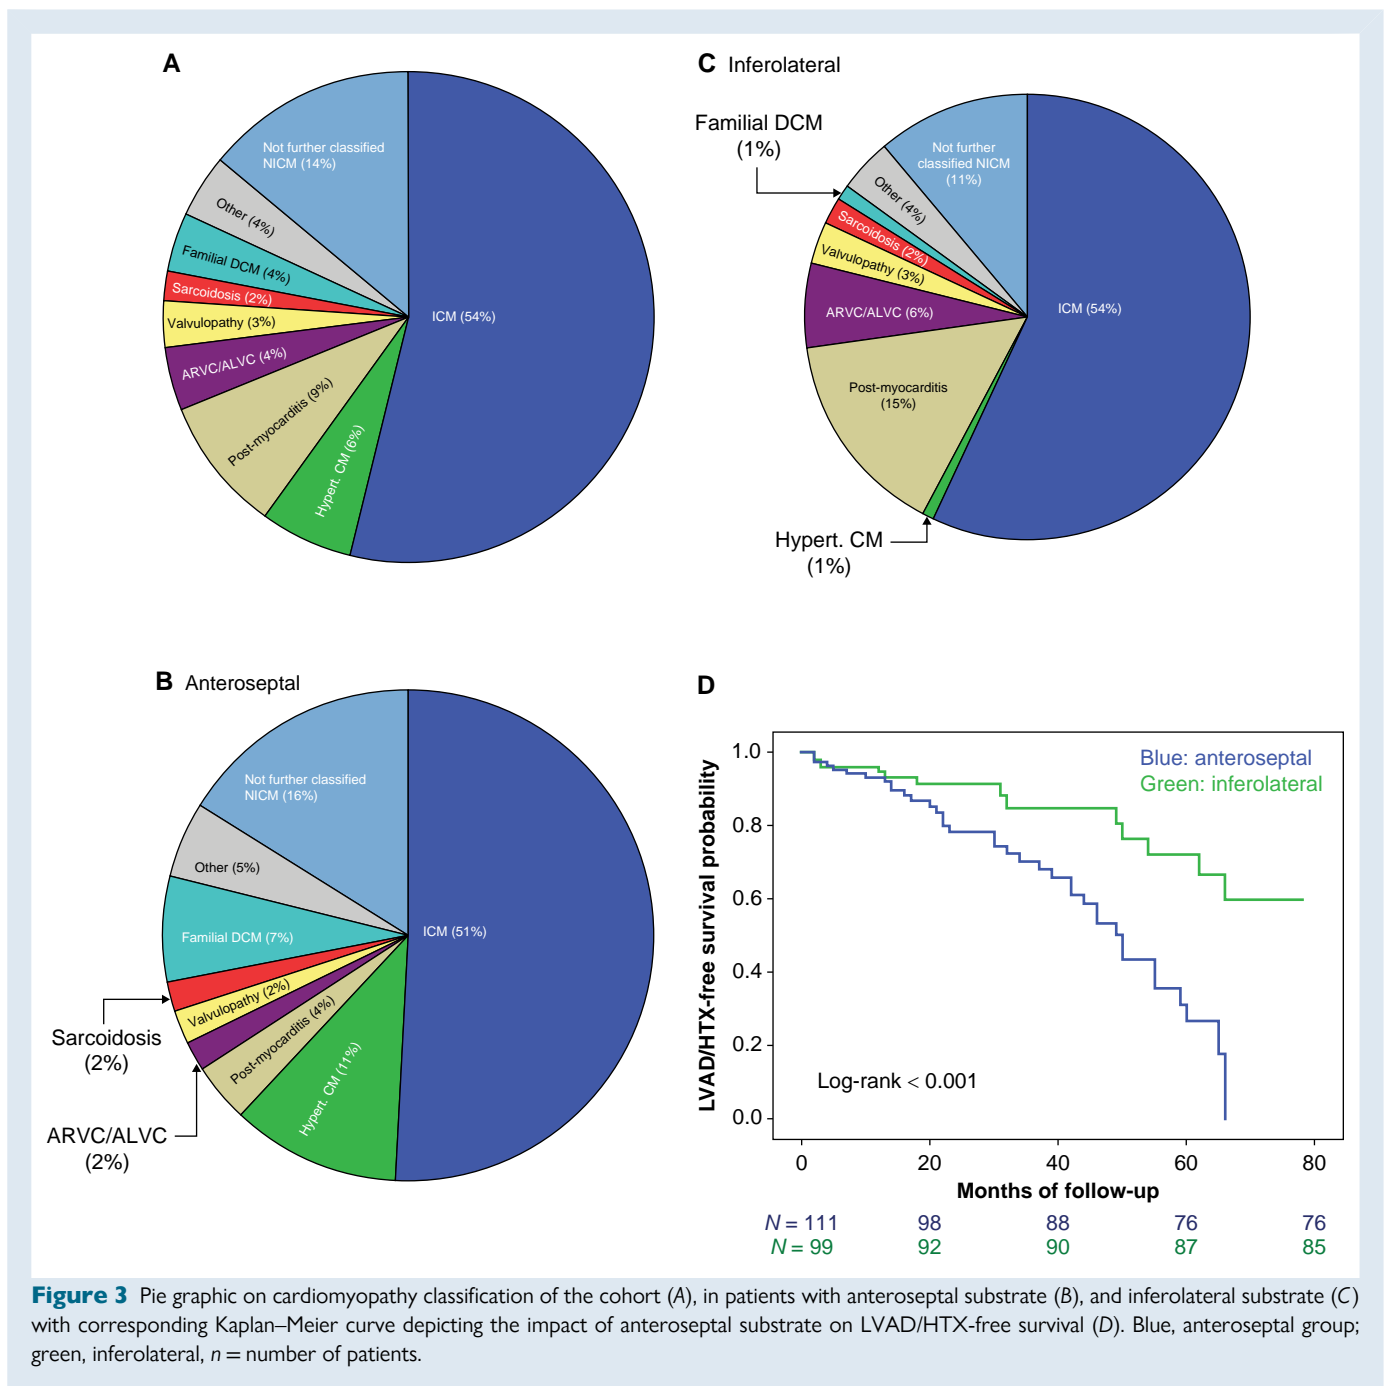 A
Not further classified
NICM (14%)
Other (4%)
Familial DCM (4%)
Sarcoidosis (2%)
Valvulopathy (3%)
ARVC/ALVC (4%)
Post-myocarditis (9%)
Hypert. CM (6%)
ICM (54%)
C Inferolateral
Familial DCM
(1%)
Not further
classified NICM
(11%)
Other (4%)
Sarcoidosis (2%)
Valvulopathy (3%)
ARVC/ALVC (6%)
Post-myocarditis
(15%)
ICM (54%)
Hypert. CM
(1%)
B Anteroseptal
Not further classified
NICM (16%)
Other (5%)
Familial DCM (7%)
Sarcoidosis
(2%)
Valvulopathy (2%)
ARVC/ALVC
(2%)
Post-myocarditis (4%)
Hypert. CM (11%)
ICM (51%)
D
LVAD/HTX-free survival probability
1.0
0.8
0.6
0.4
0.2
0.0
Blue: anteroseptal
Green: inferolateral
Log-rank < 0.001
0 20 40 60 80
Months of follow-up
N = 111 98 88 76 76
N = 99 92 90 87 85
Figure 3 Pie graphic on cardiomyopathy classification of the cohort (A), in patients with anteroseptal substrate (B), and inferolateral substrate (C)
with corresponding Kaplan–Meier curve depicting the impact of anteroseptal substrate on LVAD/HTX-free survival (D). Blue, anteroseptal group;
green, inferolateral, n = number of patients.